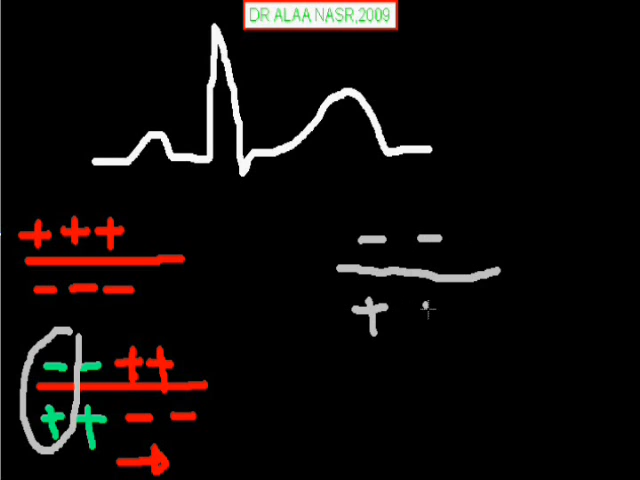 DR ALAA NASR,2009
+ + +
- - -
- - + +
+ + - -
→
- -
+